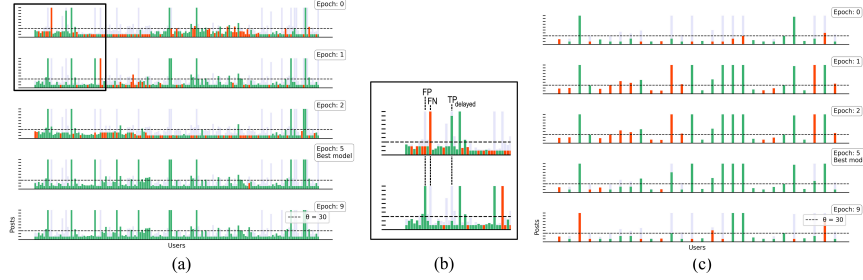 Epoch: 0
Epoch: 1
Epoch: 2
Epoch: 5
Best model
Epoch: 9
θ = 30
Posts
Users
(a)
FP
FN
TP
delayed
(b)
Epoch: 0
Epoch: 1
Epoch: 2
Epoch: 5
Best mod
Epoch: 9
θ = 30
Users
(c)